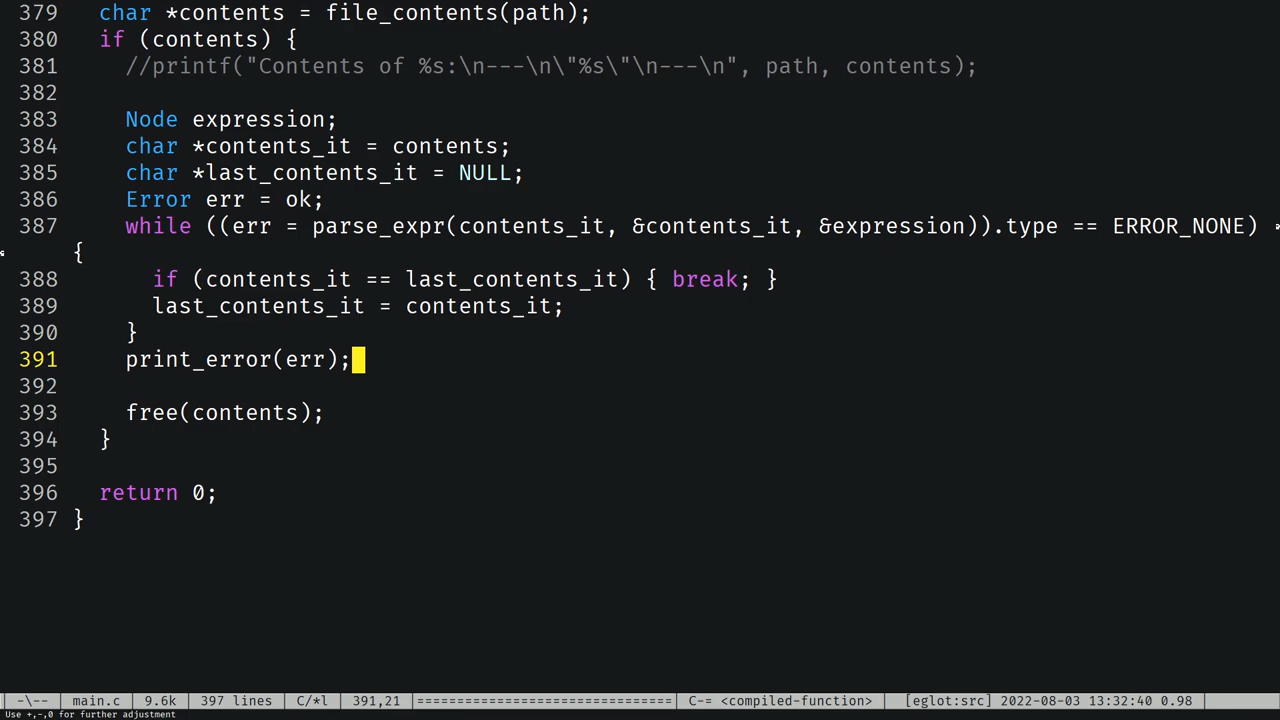 379   char *contents = file_contents(path);
380   if (contents) {
381     //printf("Contents of %s:\n---\n\"%s\"\n---\n", path, contents);
382
383     Node expression;
384     char *contents_it = contents;
385     char *last_contents_it = NULL;
386     Error err = ok;
387     while ((err = parse_expr(contents_it, &contents_it, &expression)).type == ERROR_NONE)
{
388       if (contents_it == last_contents_it) { break; }
389       last_contents_it = contents_it;
390     }
391     print_error(err);
392
393     free(contents);
394   }
395
396   return 0;
397 }
-\-- main.c 9.6k 397 lines C/*l 391,21 ============================== C-= <compiled-function> [eglot:src] 2022-08-03 13:32:40 0.98
Use +,-,0 for further adjustment